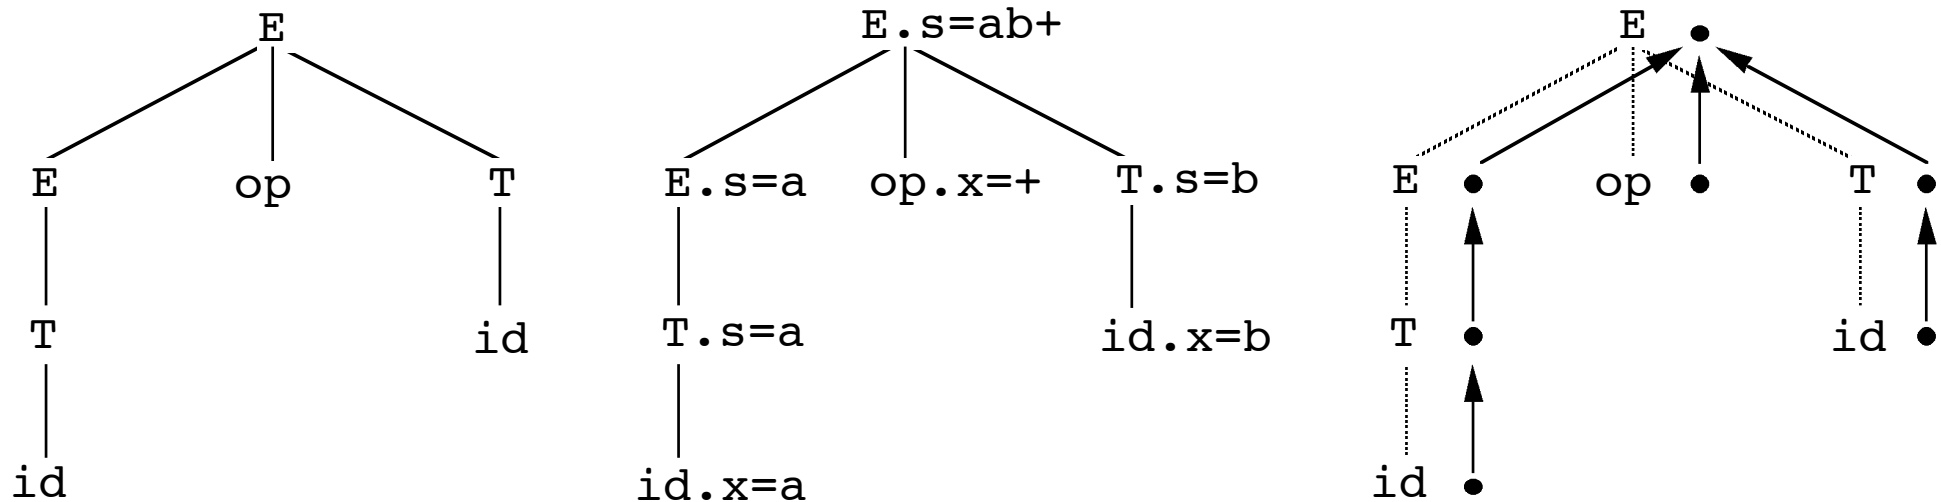 E
E op T
T id
id
E.s=ab+
E.s=a op.x=+ T.s=b
T.s=a id.x=b
id.x=a
E
E op T
T id
id